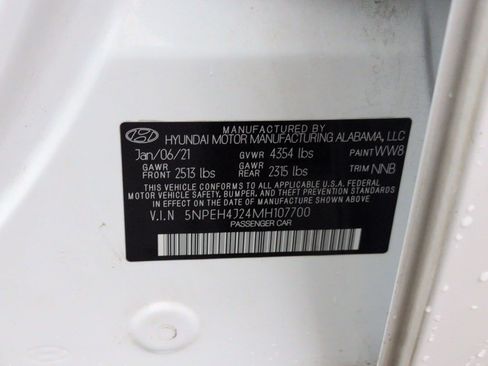 MANUFACTURED BY
HYUNDAI MOTOR MANUFACTURING ALABAMA, LLC
Jan/06/21 GVWR 4354 lbs PAINT WW8
GAWR FRONT 2513 lbs GAWR REAR 2315 lbs TRIM NNB
THIS VEHICLE CONFORMS TO ALL APPLICABLE U.S.A. FEDERAL
MOTOR VEHICLE SAFETY, BUMPER, AND THEFT PREVENTION STANDARDS
IN EFFECT ON THE DATE OF MANUFACTURE SHOWN ABOVE.
V.I.N 5NPEH4J24MH107700
PASSENGER CAR